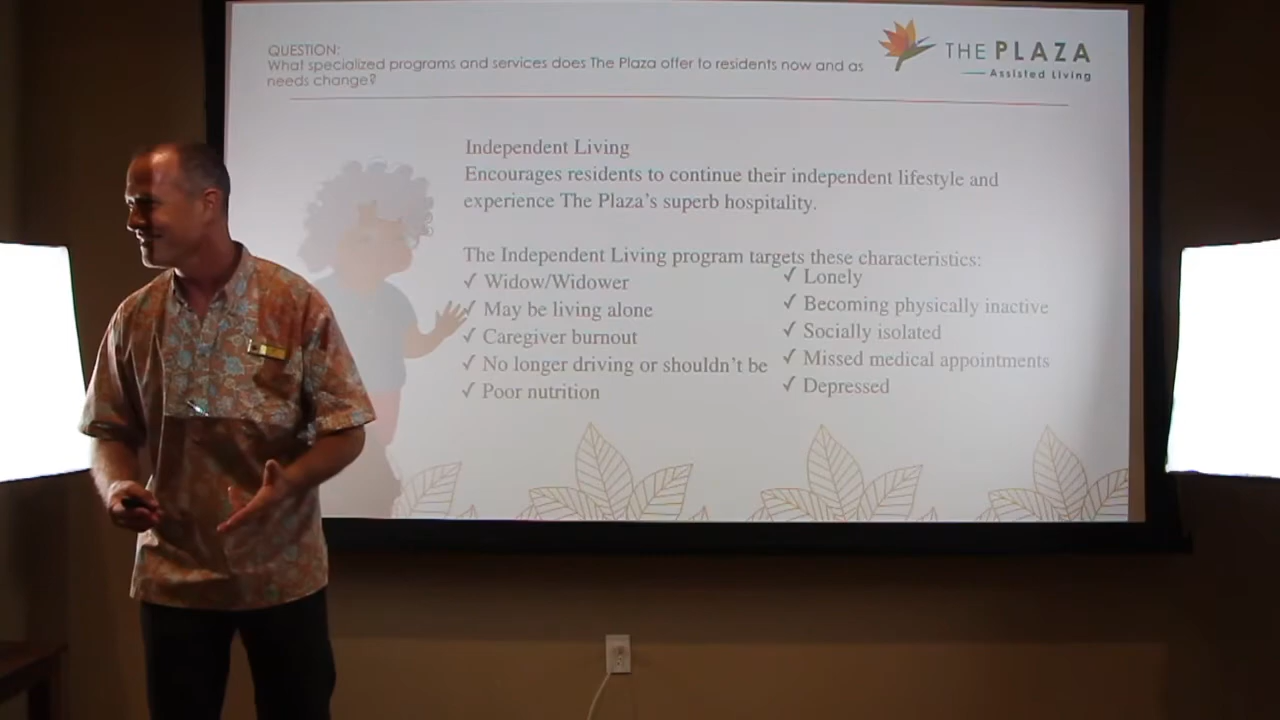 QUESTION:
What specialized programs and services does The Plaza offer to residents now and as
needs change?
THE PLAZA
Assisted Living
Independent Living
Encourages residents to continue their independent lifestyle and
experience The Plaza's superb hospitality.
The Independent Living program targets these characteristics:
✓ Widow/Widower
✓ May be living alone
✓ Caregiver burnout
✓ No longer driving or shouldn't be
✓ Poor nutrition
✓ Lonely
✓ Becoming physically inactive
✓ Socially isolated
✓ Missed medical appointments
✓ Depressed